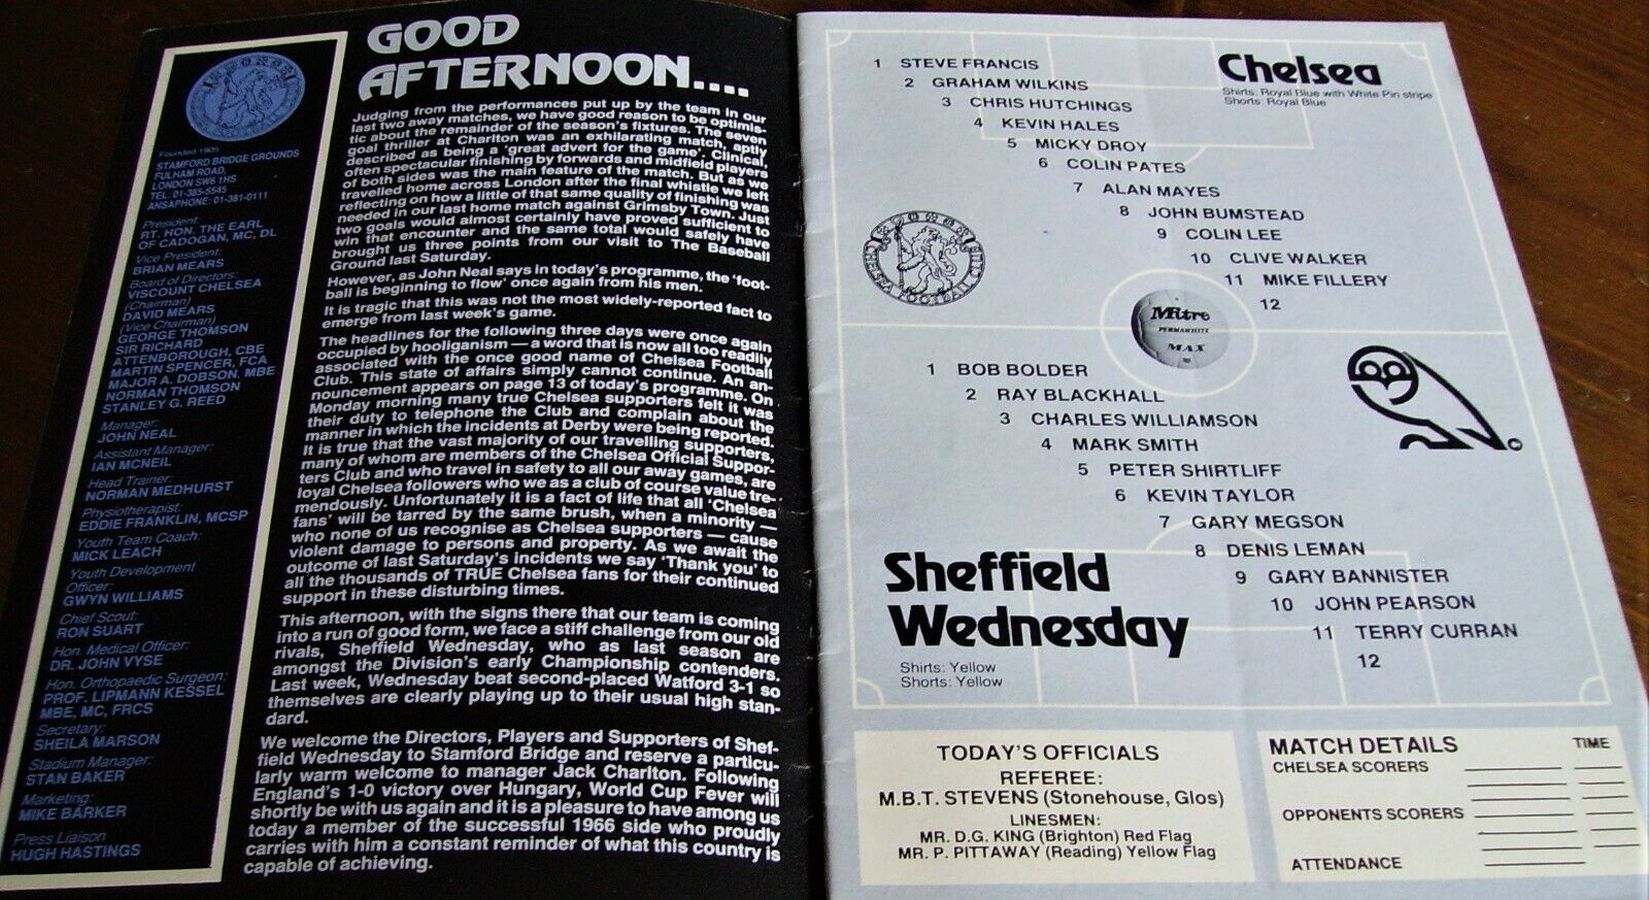 Founded 1905
STAMFORD BRIDGE GROUNDS
FULHAM ROAD,
LONDON SW6 1HS
TEL: 01-385-5545
ANSAPHONE: 01-381-0111
President:
RT. HON. THE EARL
OF CADOGAN, MC, DL
Vice President:
BRIAN MEARS
Board of Directors:
VISCOUNT CHELSEA
(Chairman)
DAVID MEARS
(Vice Chairman)
GEORGE THOMSON
SIR RICHARD
ATTENBOROUGH, CBE
MARTIN SPENCER, FCA
MAJOR A. DOBSON, MBE
NORMAN THOMSON
STANLEY G. REED
Manager:
JOHN NEAL
Assistant Manager:
IAN MCNEIL
Head Trainer:
NORMAN MEDHURST
Physiotherapist:
EDDIE FRANKLIN, MCSP
Youth Team Coach:
MICK LEACH
Youth Development
Officer:
GWYN WILLIAMS
Chief Scout:
RON SUART
Hon. Medical Officer:
DR. JOHN VYSE
Hon. Orthopaedic Surgeon:
PROF. LIPMANN KESSEL
MBE, MC, FRCS
Secretary:
SHEILA MARSON
Stadium Manager:
STAN BAKER
Marketing:
MIKE BARKER
Press Liaison
HUGH HASTINGS
GOOD
AFTERNOON....
Judging from the performances put up by the team in our
last two away matches, we have good reason to be optimis-
tic about the remainder of the season's fixtures. The seven
goal thriller at Charlton was an exhilarating match, aptly
described as being a 'great advert for the game'. Clinical,
often spectacular finishing by forwards and midfield players
of both sides was the main feature of the match. But as we
travelled home across London after the final whistle we left
reflecting on how a little of that same quality of finishing was
needed in our last home match against Grimsby Town. Just
two goals would almost certainly have proved sufficient to
win that encounter and the same total would safely have
brought us three points from our visit to The Baseball
Ground last Saturday.
However, as John Neal says in today's programme, the 'foot-
ball is beginning to flow' once again from his men.
It is tragic that this was not the most widely-reported fact to
emerge from last week's game.
The headlines for the following three days were once again
occupied by hooliganism — a word that is now all too readily
associated with the once good name of Chelsea Football
Club. This state of affairs simply cannot continue. An an-
nouncement appears on page 13 of today's programme. On
Monday morning many true Chelsea supporters felt it was
their duty to telephone the Club and complain about the
manner in which the incidents at Derby were being reported.
It is true that the vast majority of our travelling supporters,
many of whom are members of the Chelsea Official Suppor-
ters Club and who travel in safety to all our away games, are
loyal Chelsea followers who we as a club of course value tre-
mendously. Unfortunately it is a fact of life that all 'Chelsea
fans' will be tarred by the same brush, when a minority —
who none of us recognise as Chelsea supporters — cause
violent damage to persons and property. As we await the
outcome of last Saturday's incidents we say 'Thank you' to
all the thousands of TRUE Chelsea fans for their continued
support in these disturbing times.
This afternoon, with the signs there that our team is coming
into a run of good form, we face a stiff challenge from our old
rivals, Sheffield Wednesday, who as last season are
amongst the Division's early Championship contenders.
Last week, Wednesday beat second-placed Watford 3-1 so
themselves are clearly playing up to their usual high stan-
dard.
We welcome the Directors, Players and Supporters of Shef-
field Wednesday to Stamford Bridge and reserve a particu-
larly warm welcome to manager Jack Charlton. Following
England's 1-0 victory over Hungary, World Cup Fever will
shortly be with us again and it is a pleasure to have among us
today a member of the successful 1966 side who proudly
carries with him a constant reminder of what this country is
capable of achieving.
Chelsea
Shirts: Royal Blue with White Pin stripe
Shorts: Royal Blue
1 STEVE FRANCIS
2 GRAHAM WILKINS
3 CHRIS HUTCHINGS
4 KEVIN HALES
5 MICKY DROY
6 COLIN PATES
7 ALAN MAYES
8 JOHN BUMSTEAD
9 COLIN LEE
10 CLIVE WALKER
11 MIKE FILLERY
12
CHELSEA FOOTBALL CLUB
Mitre
PERMAWHITE
MAX
1 BOB BOLDER
2 RAY BLACKHALL
3 CHARLES WILLIAMSON
4 MARK SMITH
5 PETER SHIRTLIFF
6 KEVIN TAYLOR
7 GARY MEGSON
8 DENIS LEMAN
9 GARY BANNISTER
10 JOHN PEARSON
11 TERRY CURRAN
12
©
Sheffield
Wednesday
Shirts: Yellow
Shorts: Yellow
TODAY'S OFFICIALS
REFEREE:
M.B.T. STEVENS (Stonehouse, Glos)
LINESMEN:
MR. D.G. KING (Brighton) Red Flag
MR. P. PITTAWAY (Reading) Yellow Flag
MATCH DETAILS TIME
CHELSEA SCORERS
OPPONENTS SCORERS
ATTENDANCE